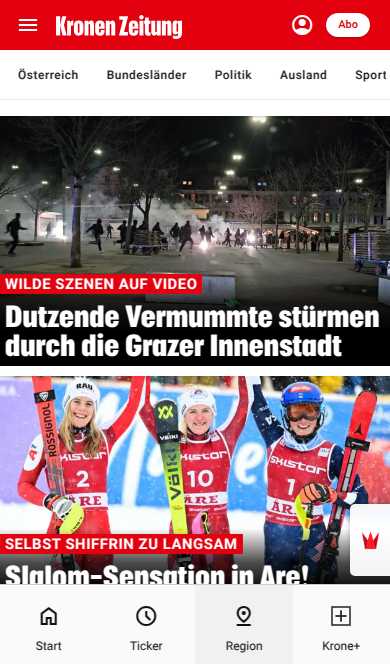 Kronen Zeitung
Abo
Österreich Bundesländer Politik Ausland Sport
WILDE SZENEN AUF VIDEO
Dutzende Vermummte stürmen
durch die Grazer Innenstadt
RAU
ROSSIGNOL
VÖLKL
Völkl
SKISTAR SKISTAR SKISTAR
2 10 1
ÅRE ÅRE ÅRE
SELBST SHIFFRIN ZU LANGSAM
Slalom-Sensation in Are!
Start Ticker Region Krone+